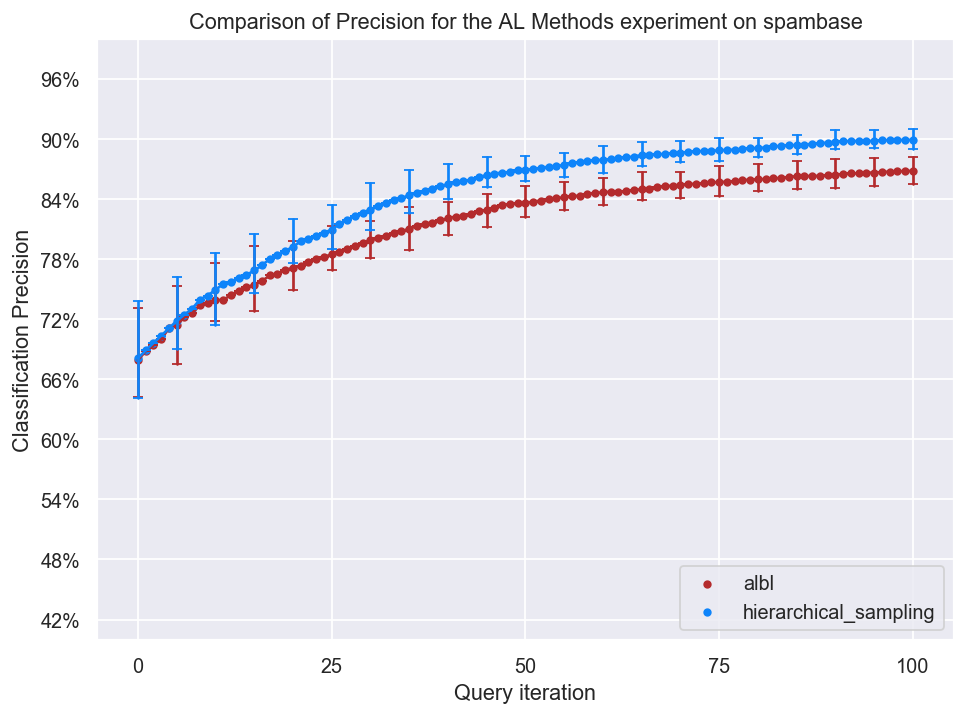 Comparison of Precision for the AL Methods experiment on spambase
Classification Precision
96%
90%
84%
78%
72%
66%
60%
54%
48%
42%
albl
hierarchical_sampling
0 25 50 75 100
Query iteration